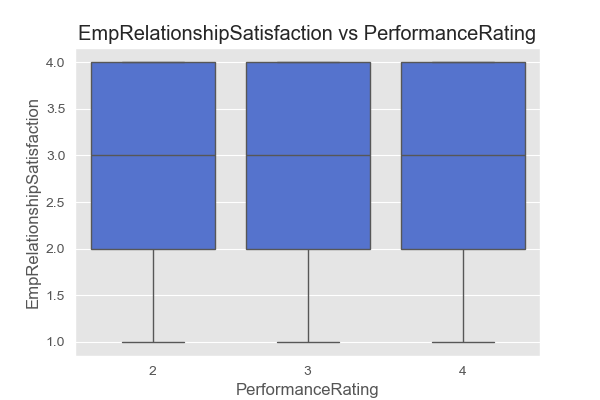 EmpRelationshipSatisfaction vs PerformanceRating
4.0
3.5
3.0
2.5
2.0
1.5
1.0
EmpRelationshipSatisfaction
2 3 4
PerformanceRating